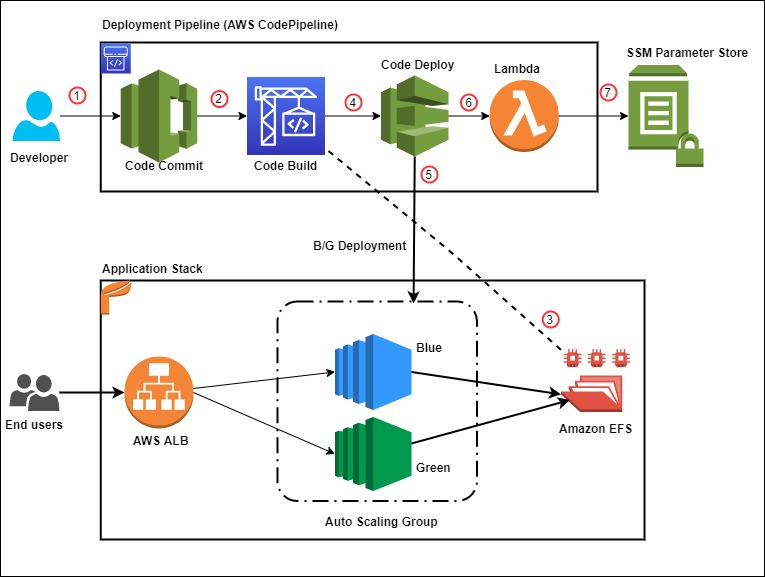 Deployment Pipeline (AWS CodePipeline)
SSM Parameter Store
Code Deploy
Lambda
1
2
4
6
7
Developer
Code Commit
Code Build
5
B/G Deployment
Application Stack
3
Blue
End users
AWS ALB
Amazon EFS
Green
Auto Scaling Group